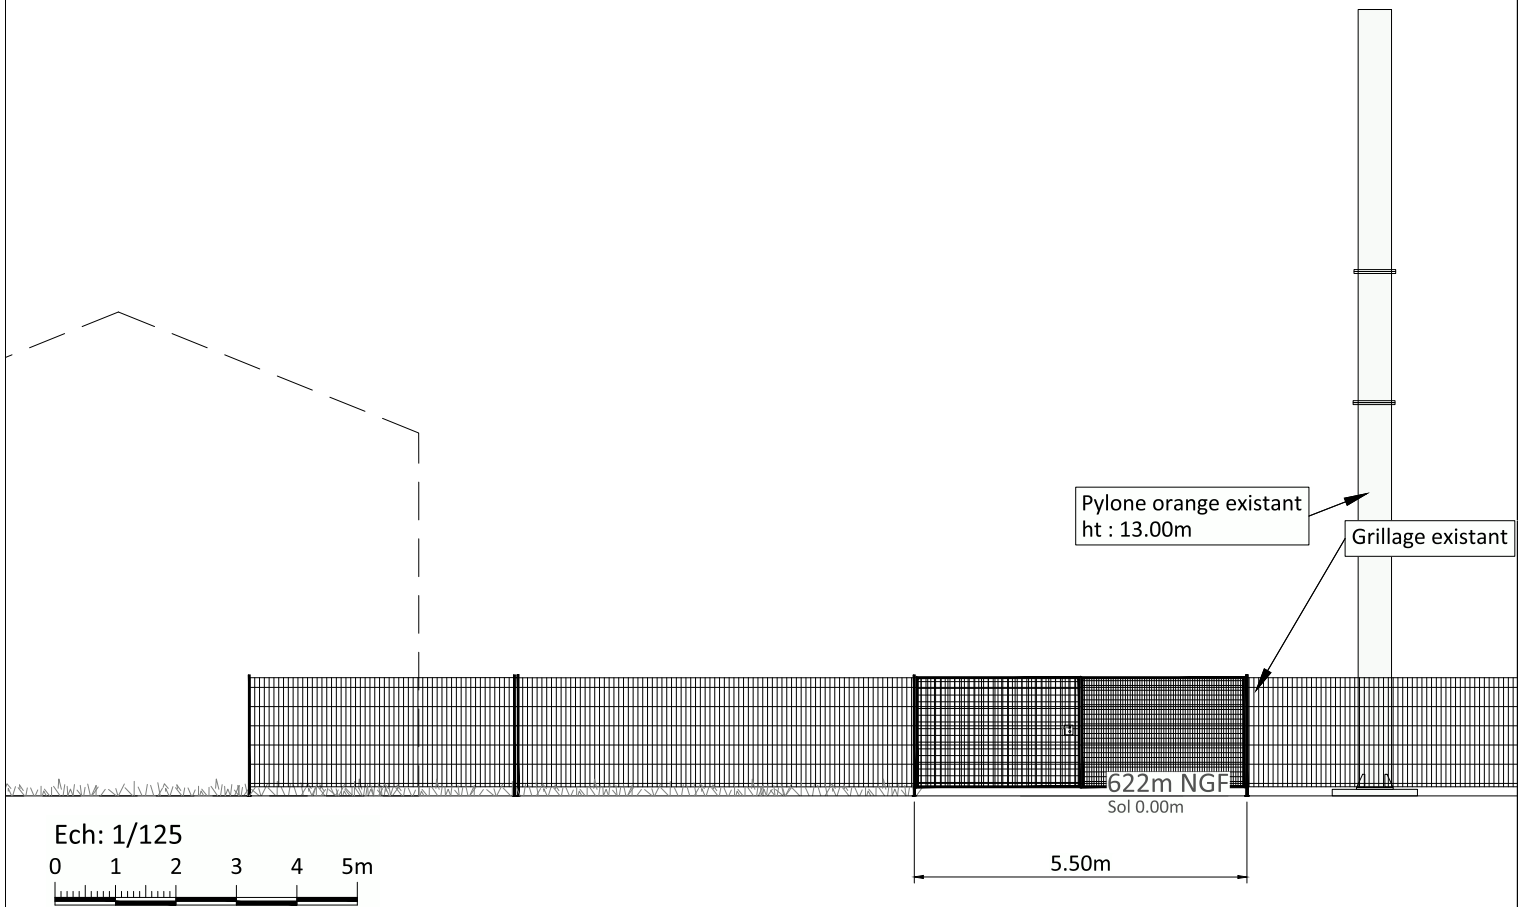 Pylone orange existant
ht : 13.00m
Grillage existant
622m NGF
Sol 0.00m
5.50m
Ech: 1/125
0 1 2 3 4 5m